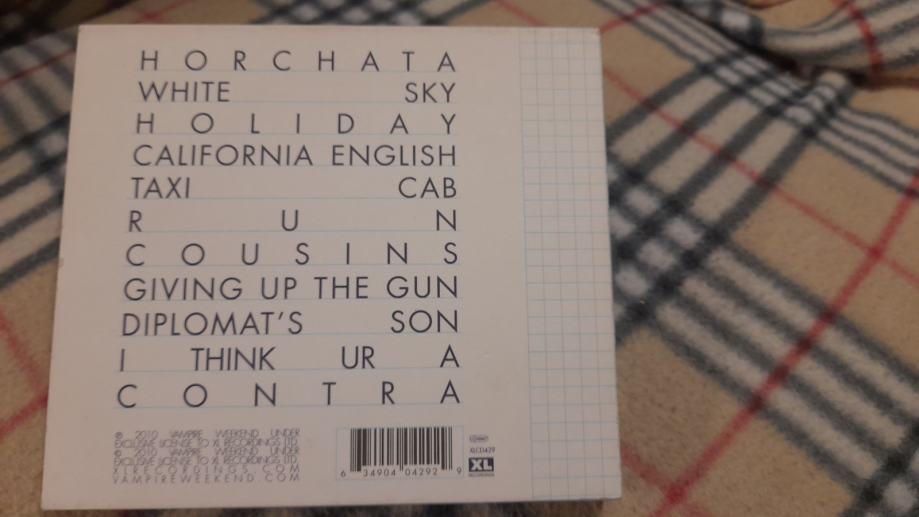 HORCHATA
WHITE SKY
HOLIDAY
CALIFORNIA ENGLISH
TAXI CAB
RUN
COUSINS
GIVING UP THE GUN
DIPLOMAT'S SON
I THINK UR A
CONTRA
℗ 2010 VAMPIRE WEEKEND UNDER
EXCLUSIVE LICENSE TO XL RECORDINGS LTD.
© 2010 VAMPIRE WEEKEND UNDER
EXCLUSIVE LICENSE TO XL RECORDINGS LTD.
XLRECORDINGS.COM
VAMPIREWEEKEND.COM
6 34904 04292 9
XLCD429
XL
RECORDINGS